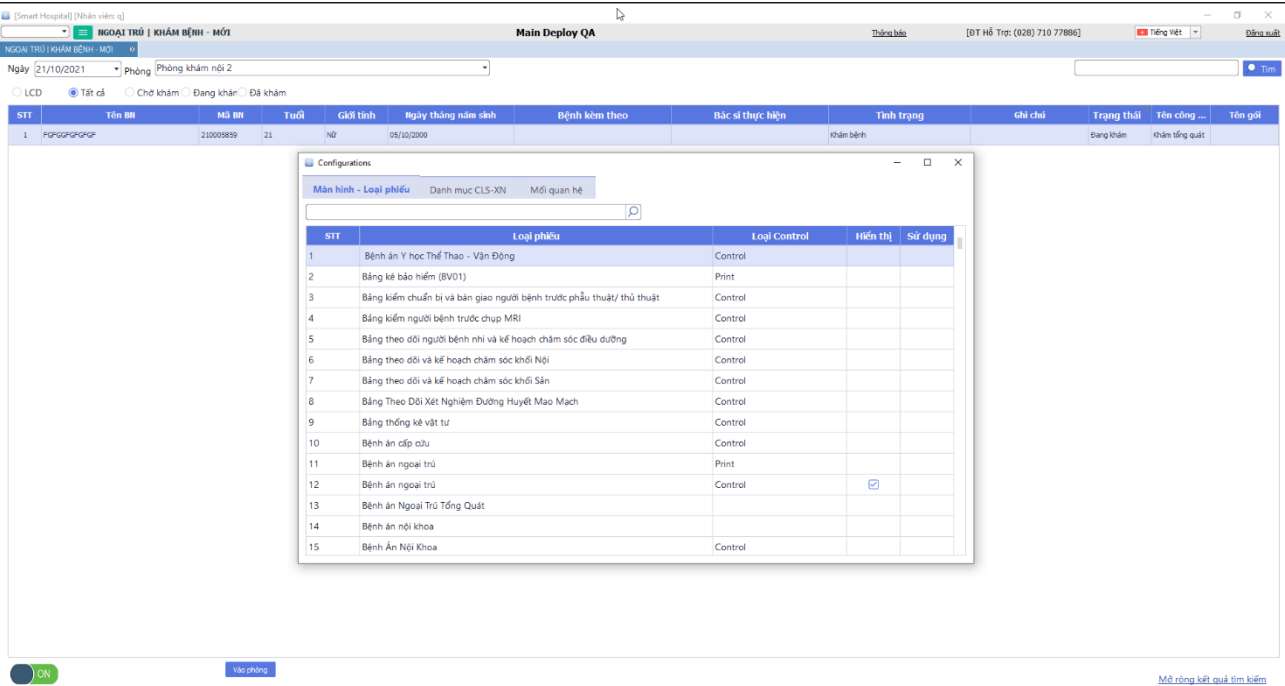 [Smart Hospital] [Nhân viên: q]
NGOẠI TRÚ | KHÁM BỆNH - MỚI Main Deploy QA Thông báo [ĐT Hỗ Trợ: (028) 710 77886] Tiếng Việt Đăng xuất
NGOẠI TRÚ | KHÁM BỆNH - MỚI
Ngày 21/10/2021 Phòng Phòng khám nội 2 Tìm
LCD Tất cả Chờ khám Đang khám Đã khám
STT Tên BN Mã BN Tuổi Giới tính Ngày tháng năm sinh Bệnh kèm theo Bác sĩ thực hiện Tình trạng Ghi chú Trạng thái Tên công ... Tên gói
1 FGFGGFGFGFGF 210005859 21 Nữ 05/10/2000 Khám bệnh Đang khám Khám tổng quát
Configurations
Màn hình - Loại phiếu Danh mục CLS-XN Mối quan hệ
STT Loại phiếu Loại Control Hiển thị Sử dụng
1 Bệnh án Y học Thể Thao - Vận Động Control
2 Bảng kê bảo hiểm (BV01) Print
3 Bảng kiểm chuẩn bị và bàn giao người bệnh trước phẫu thuật/ thủ thuật Control
4 Bảng kiểm người bệnh trước chụp MRI Control
5 Bảng theo dõi người bệnh nhi và kế hoạch chăm sóc điều dưỡng Control
6 Bảng theo dõi và kế hoạch chăm sóc khối Nội Control
7 Bảng theo dõi và kế hoạch chăm sóc khối Sản Control
8 Bảng Theo Dõi Xét Nghiệm Đường Huyết Mao Mạch Control
9 Bảng thống kê vật tư Control
10 Bệnh án cấp cứu Control
11 Bệnh án ngoại trú Print
12 Bệnh án ngoại trú Control
13 Bệnh án Ngoại Trú Tổng Quát
14 Bệnh án nội khoa
15 Bệnh Án Nội Khoa Control
ON Vào phòng
Mở rộng kết quả tìm kiếm